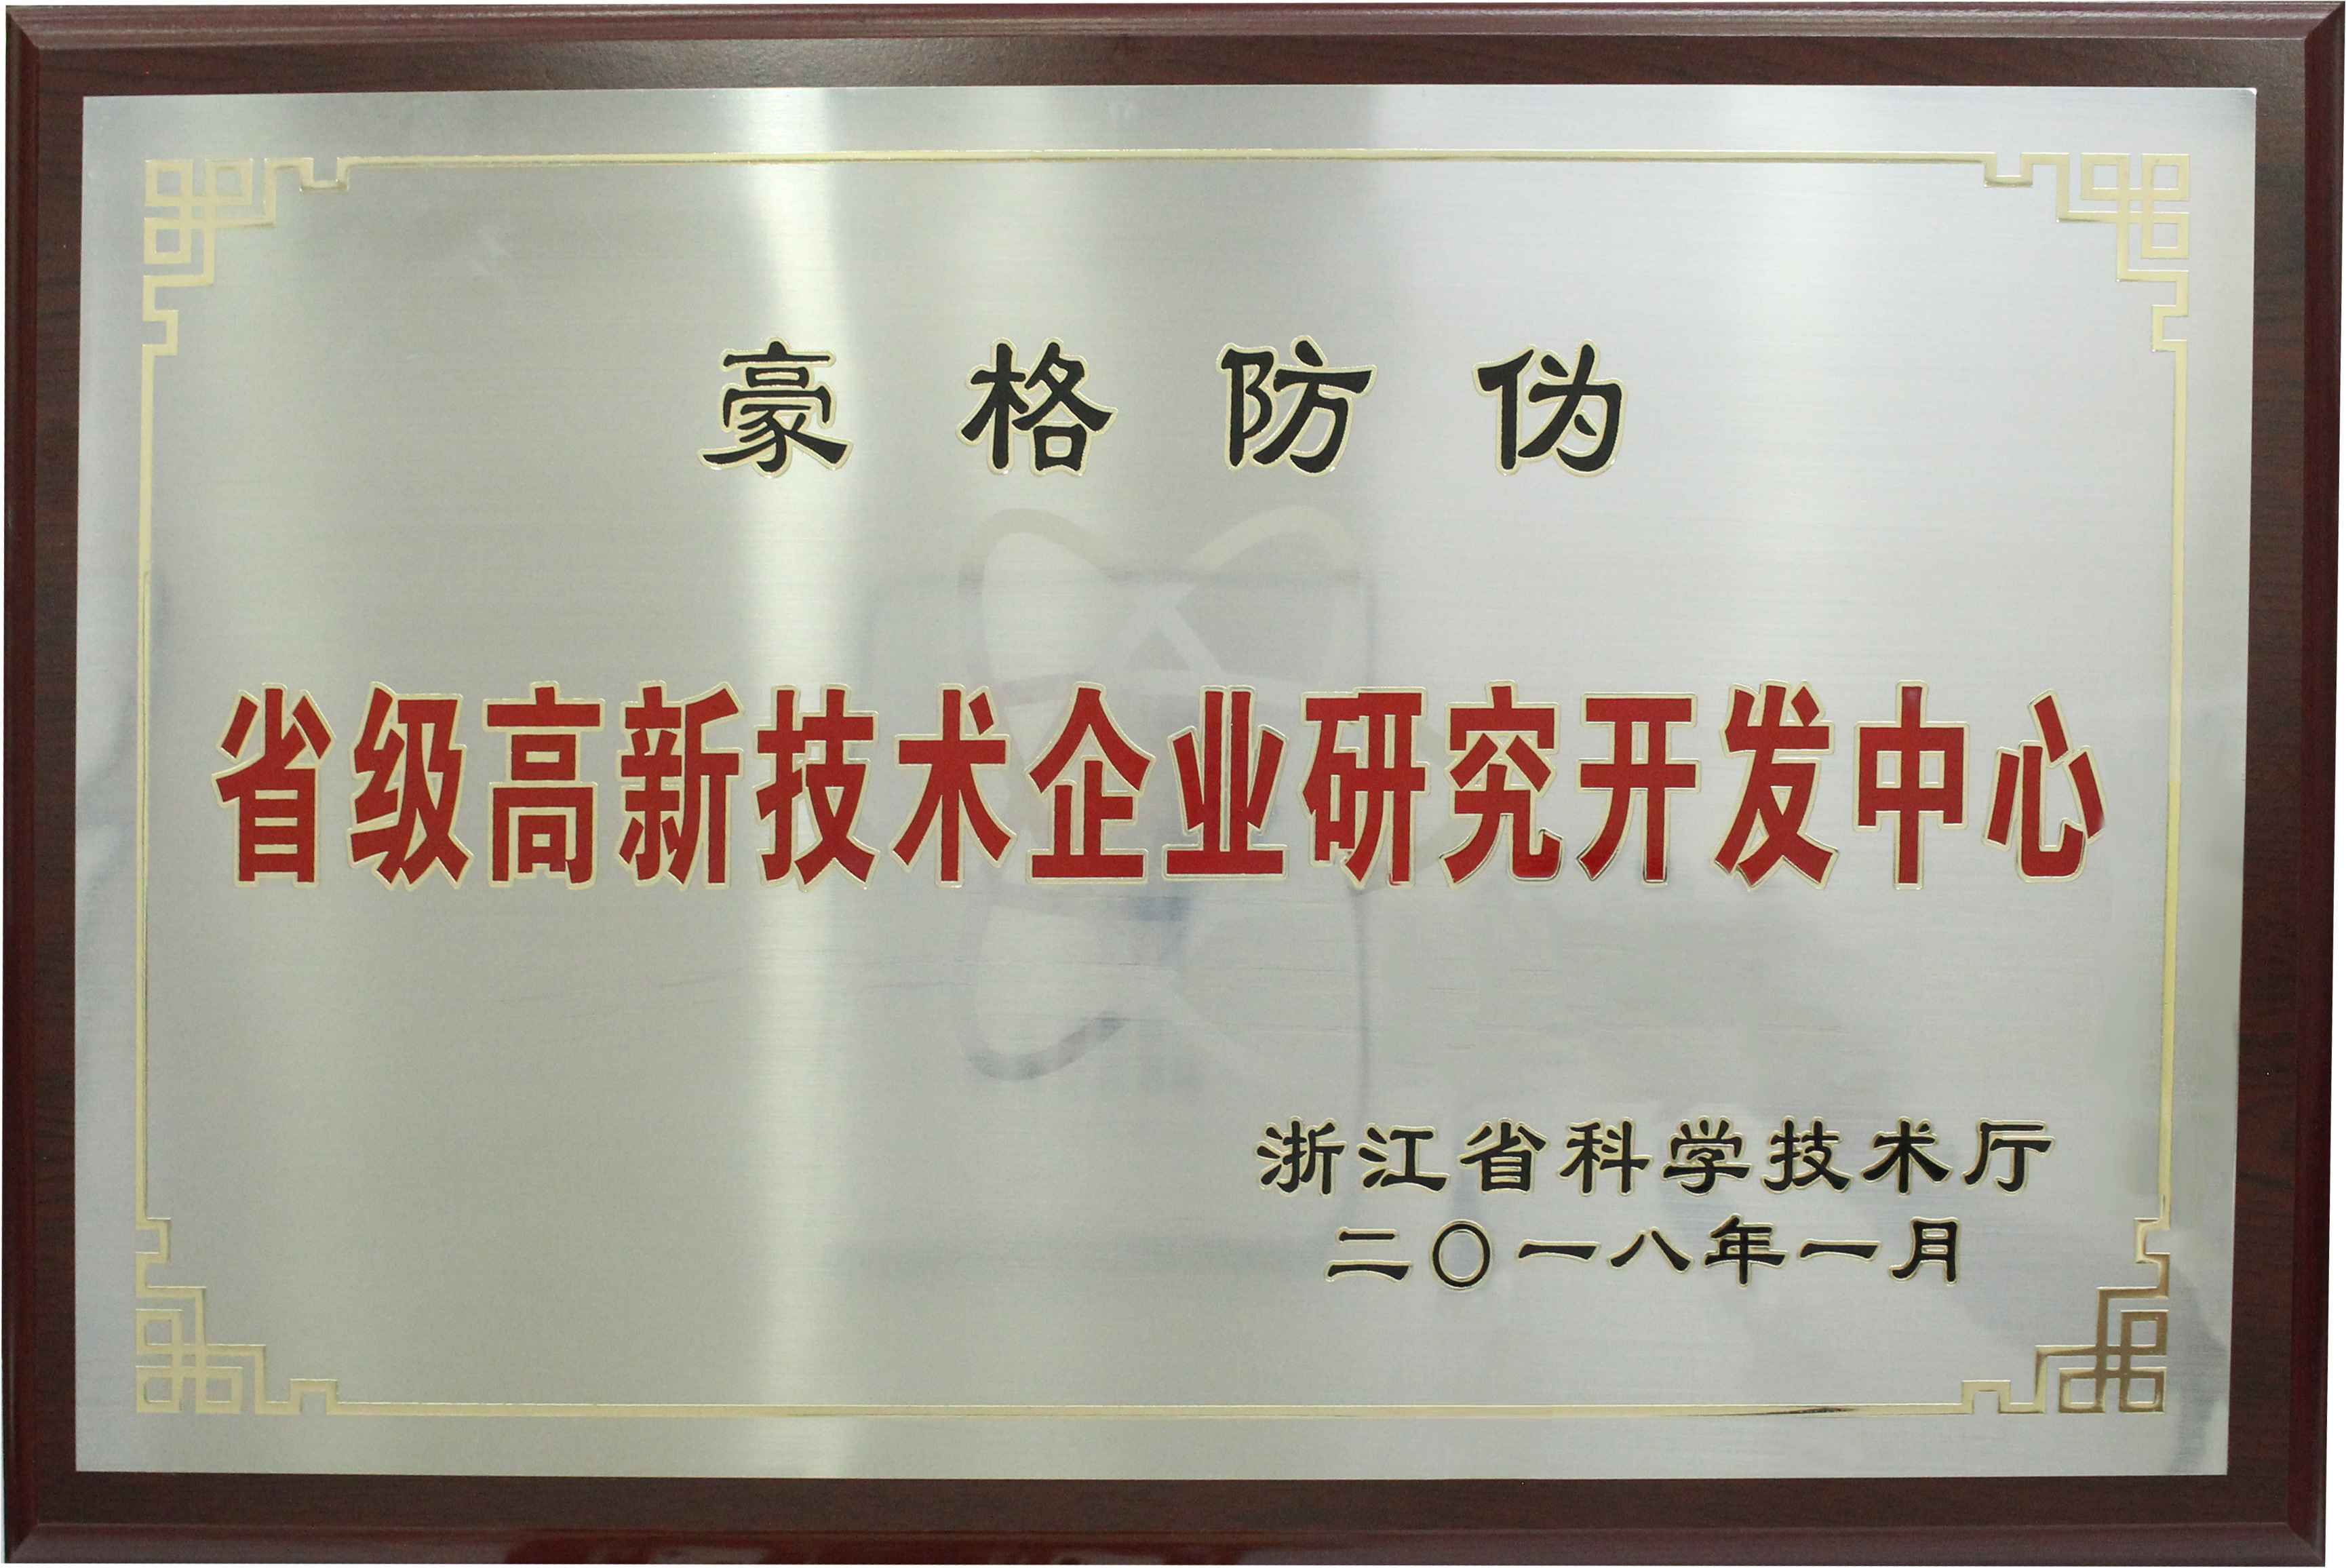 豪格防伪
省级高新技术企业研究开发中心
浙江省科学技术厅
二〇一八年一月